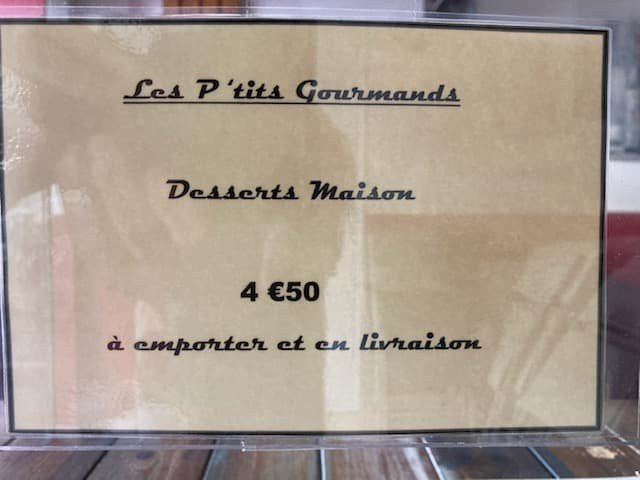 Les P'tits Gourmands
Desserts Maison
4 €50
à emporter et en livraison